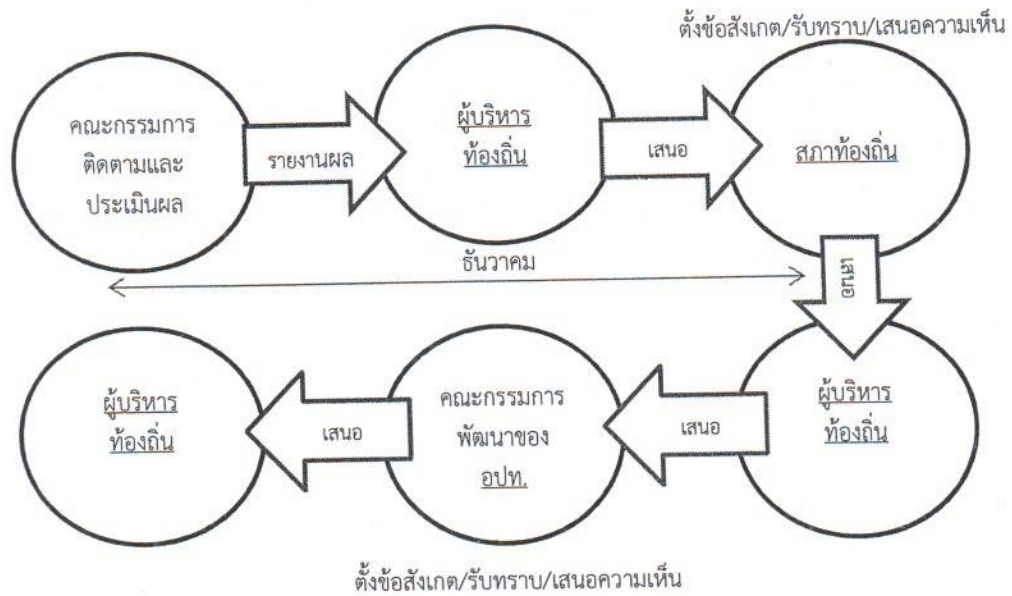 ตั้งข้อสังเกต/รับทราบ/เสนอความเห็น
คณะกรรมการ
ติดตามและ
ประเมินผล
รายงานผล
ผู้บริหาร
ท้องถิ่น
เสนอ
สภาท้องถิ่น
ธันวาคม
เสนอ
ผู้บริหาร
ท้องถิ่น
เสนอ
คณะกรรมการ
พัฒนาของ
อปท.
เสนอ
ผู้บริหาร
ท้องถิ่น
ตั้งข้อสังเกต/รับทราบ/เสนอความเห็น